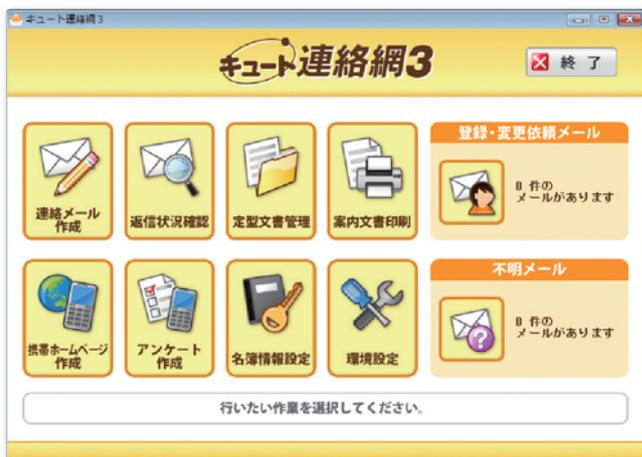 キュート連絡網3
キュート連絡網3
終了
連絡メール
作成
返信状況確認
定型文書管理
案内文書印刷
登録・変更依頼メール
0 件の
メールがあります
携帯ホームページ
作成
アンケート
作成
名簿情報設定
環境設定
不明メール
0 件の
メールがあります
行いたい作業を選択してください。